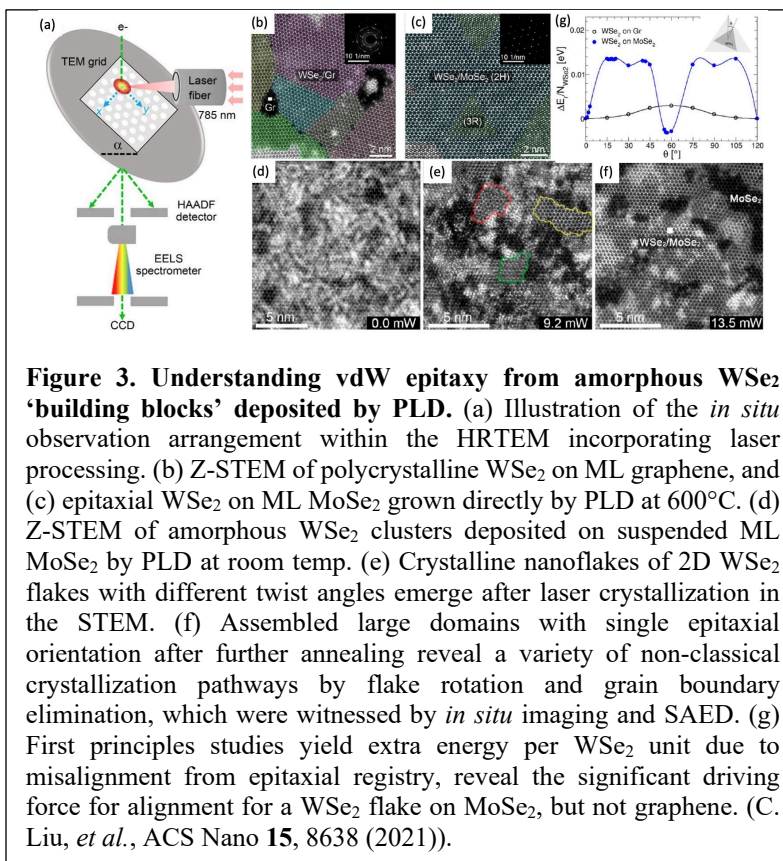 (a)
e-
TEM grid
Laser
fiber
785 nm
x
y
α
HAADF
detector
EELS
spectrometer
CCD
(b)
10 1/nm
WSe₂/Gr
Gr
2 nm
(c)
10 1/nm
WSe₂/MoSe₂ (2H)
(3R)
2 nm
(g)
WSe₂ on Gr
WSe₂ on MoSe₂
ΔEᵣ/N_WSe2 [eV]
0.01
0
0 15 30 45 60 75 90 105 120
θ [°]
(d)
5 nm
0.0 mW
(e)
5 nm
9.2 mW
(f)
MoSe₂
WSe₂/MoSe₂
5 nm
13.5 mW
Figure 3. Understanding vdW epitaxy from amorphous WSe₂
‘building blocks’ deposited by PLD. (a) Illustration of the in situ
observation arrangement within the HRTEM incorporating laser
processing. (b) Z-STEM of polycrystalline WSe₂ on ML graphene, and
(c) epitaxial WSe₂ on ML MoSe₂ grown directly by PLD at 600°C. (d)
Z-STEM of amorphous WSe₂ clusters deposited on suspended ML
MoSe₂ by PLD at room temp. (e) Crystalline nanoflakes of 2D WSe₂
flakes with different twist angles emerge after laser crystallization in
the STEM. (f) Assembled large domains with single epitaxial
orientation after further annealing reveal a variety of non-classical
crystallization pathways by flake rotation and grain boundary
elimination, which were witnessed by in situ imaging and SAED. (g)
First principles studies yield extra energy per WSe₂ unit due to
misalignment from epitaxial registry, reveal the significant driving
force for alignment for a WSe₂ flake on MoSe₂, but not graphene. (C.
Liu, et al., ACS Nano 15, 8638 (2021)).